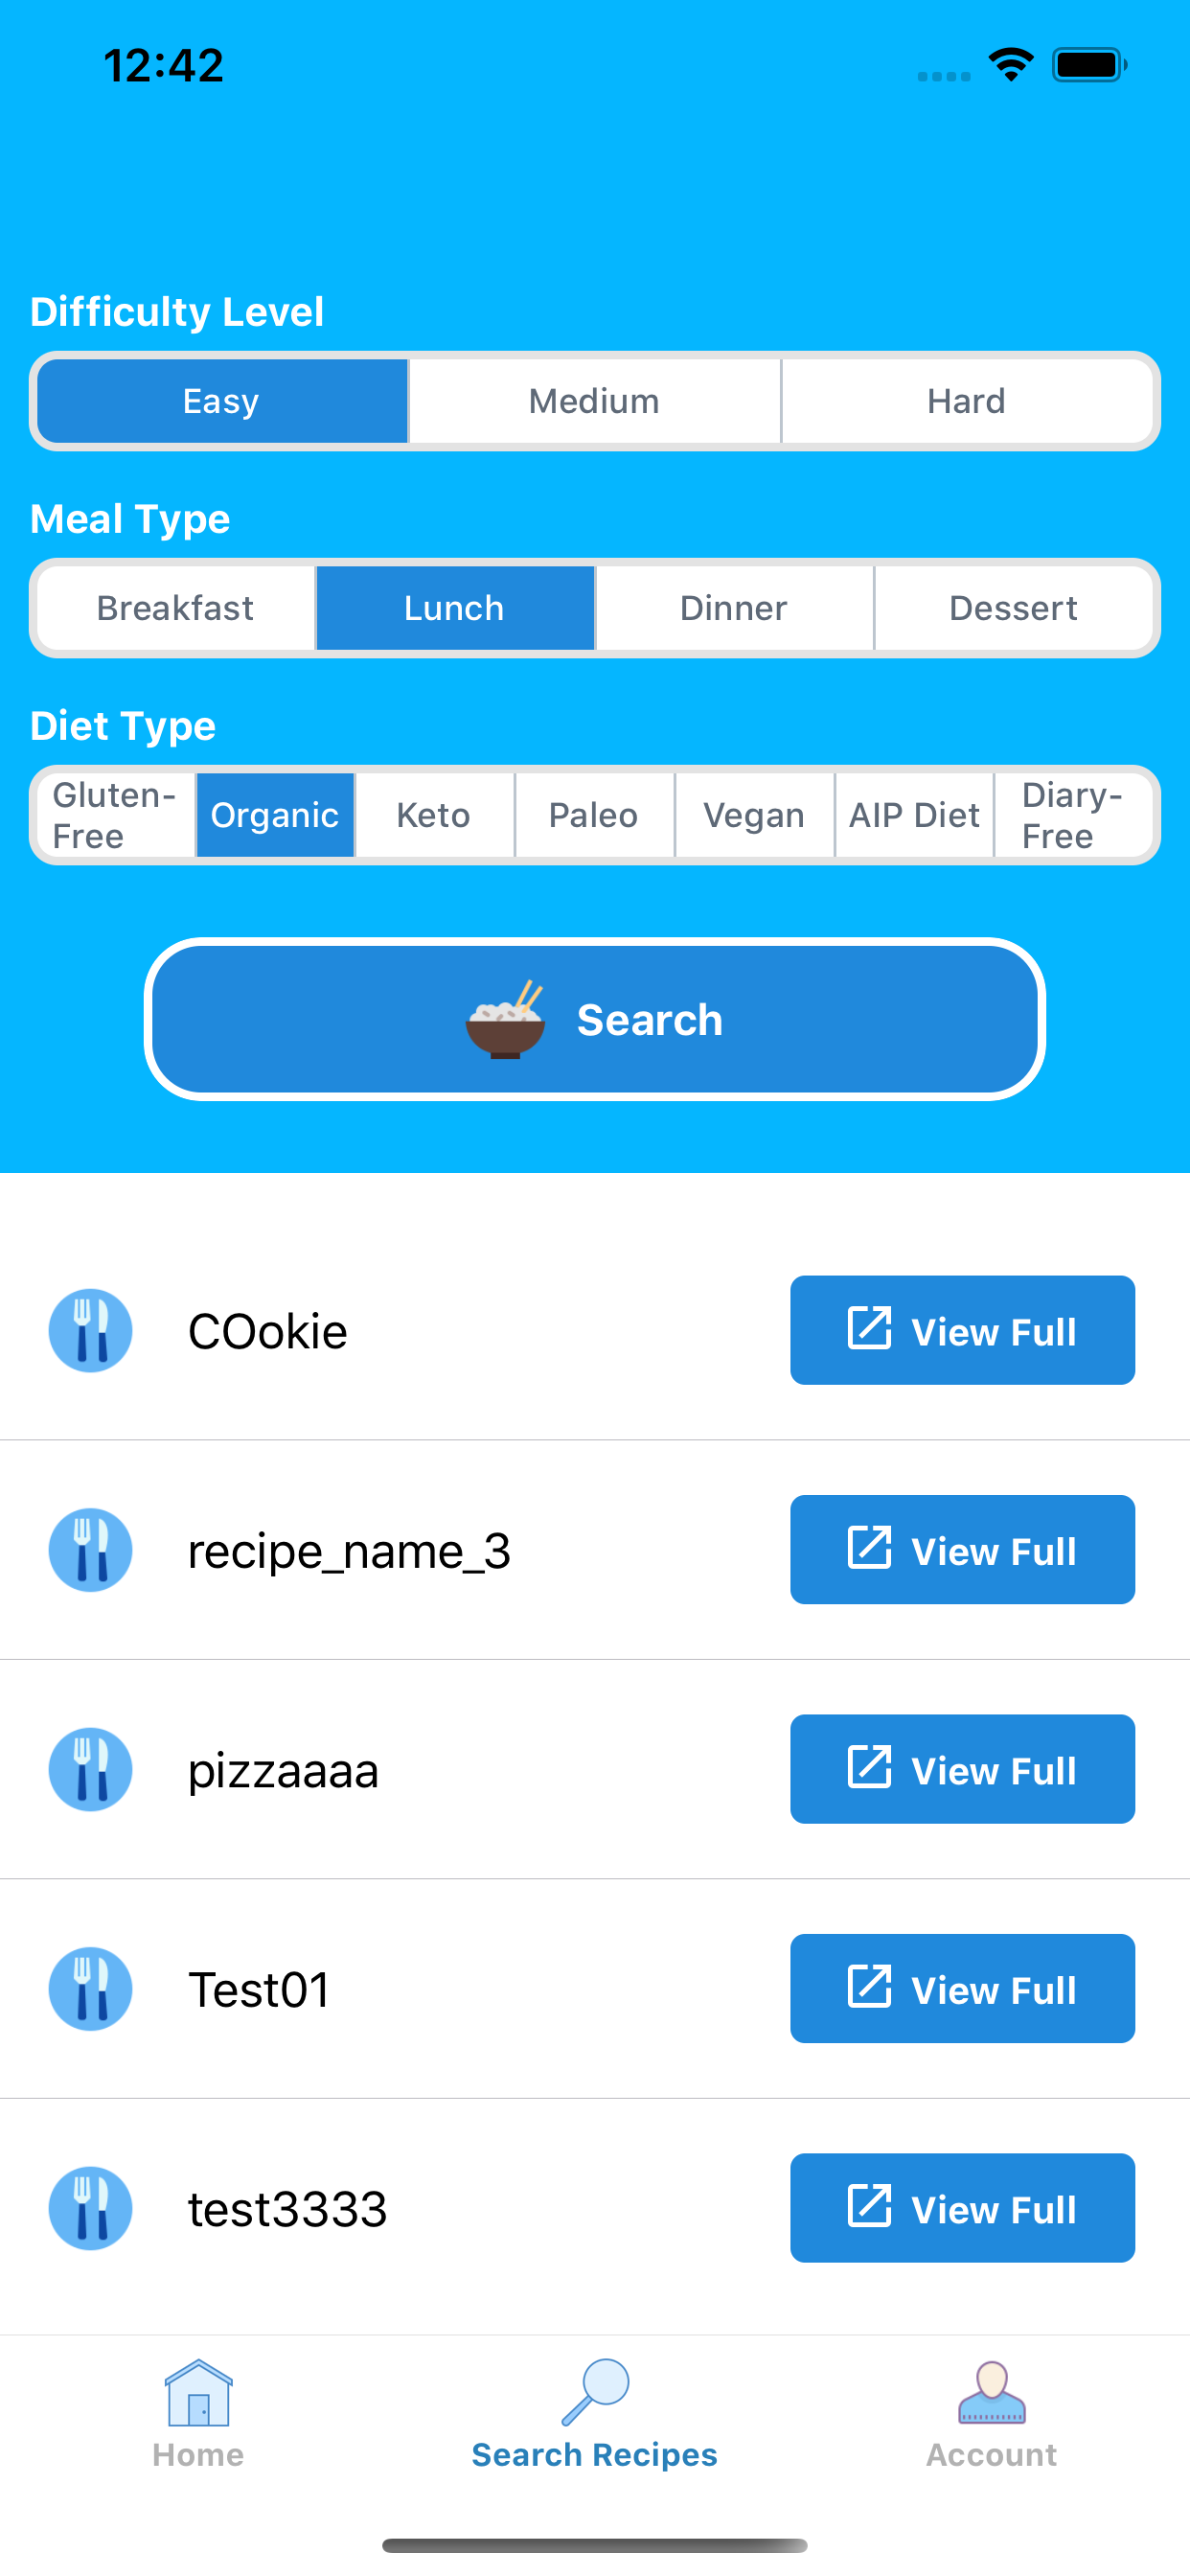 12:42
Difficulty Level
Easy Medium Hard
Meal Type
Breakfast Lunch Dinner Dessert
Diet Type
Gluten-
Free
Organic Keto Paleo Vegan AIP Diet
Diary-
Free
Search
COokie View Full
recipe_name_3 View Full
pizzaaaa View Full
Test01 View Full
test3333 View Full
Home Search Recipes Account